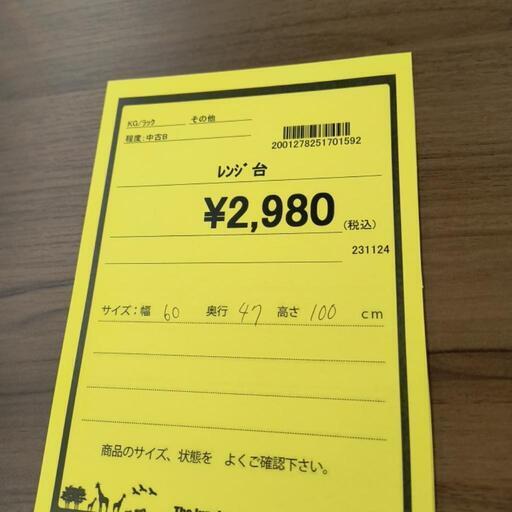 KG/ラック その他
程度：中古B
2001278251701592
ﾚﾝｼﾞ台
¥2,980 (税込)
231124
サイズ：幅 60 奥行 47 高さ 100 cm
商品のサイズ、状態を よくご確認下さい。